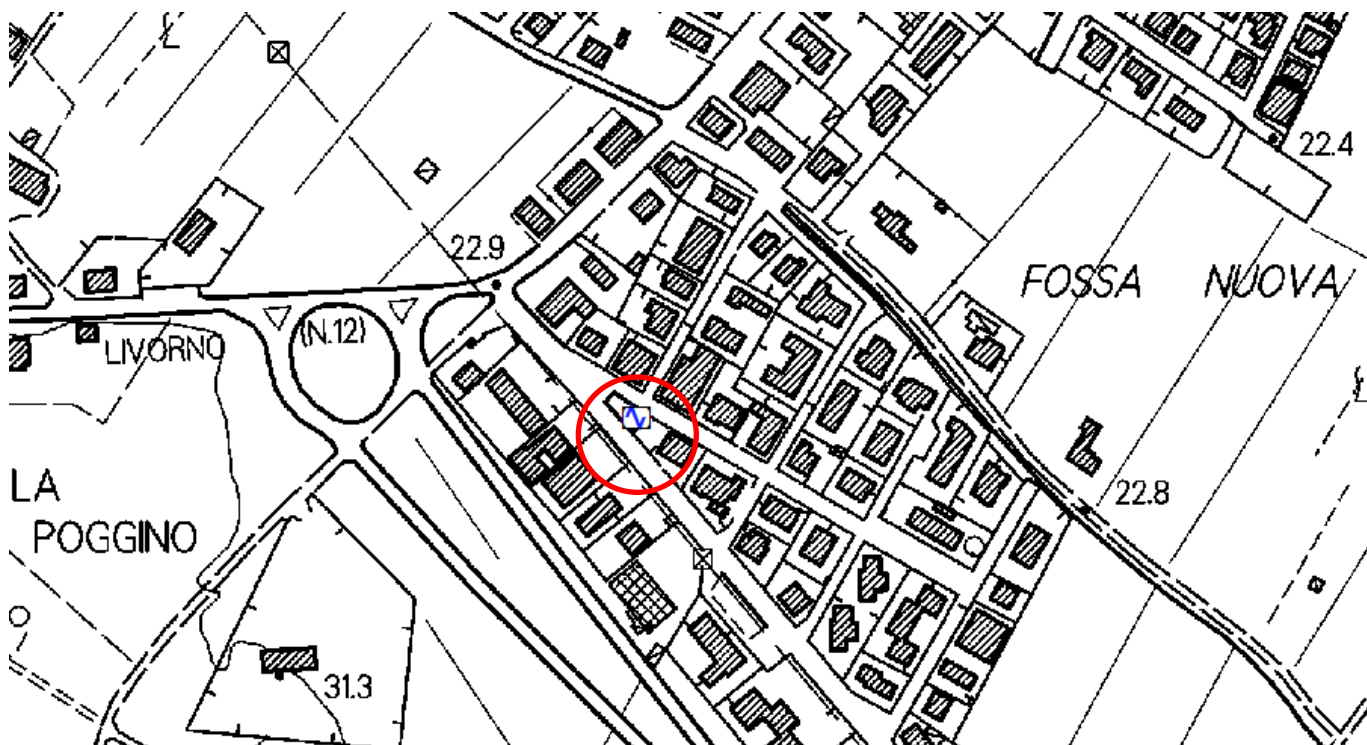 22.4
22.9
FOSSA NUOVA
(N.12)
LIVORNO
LA
POGGINO
22.8
31.3